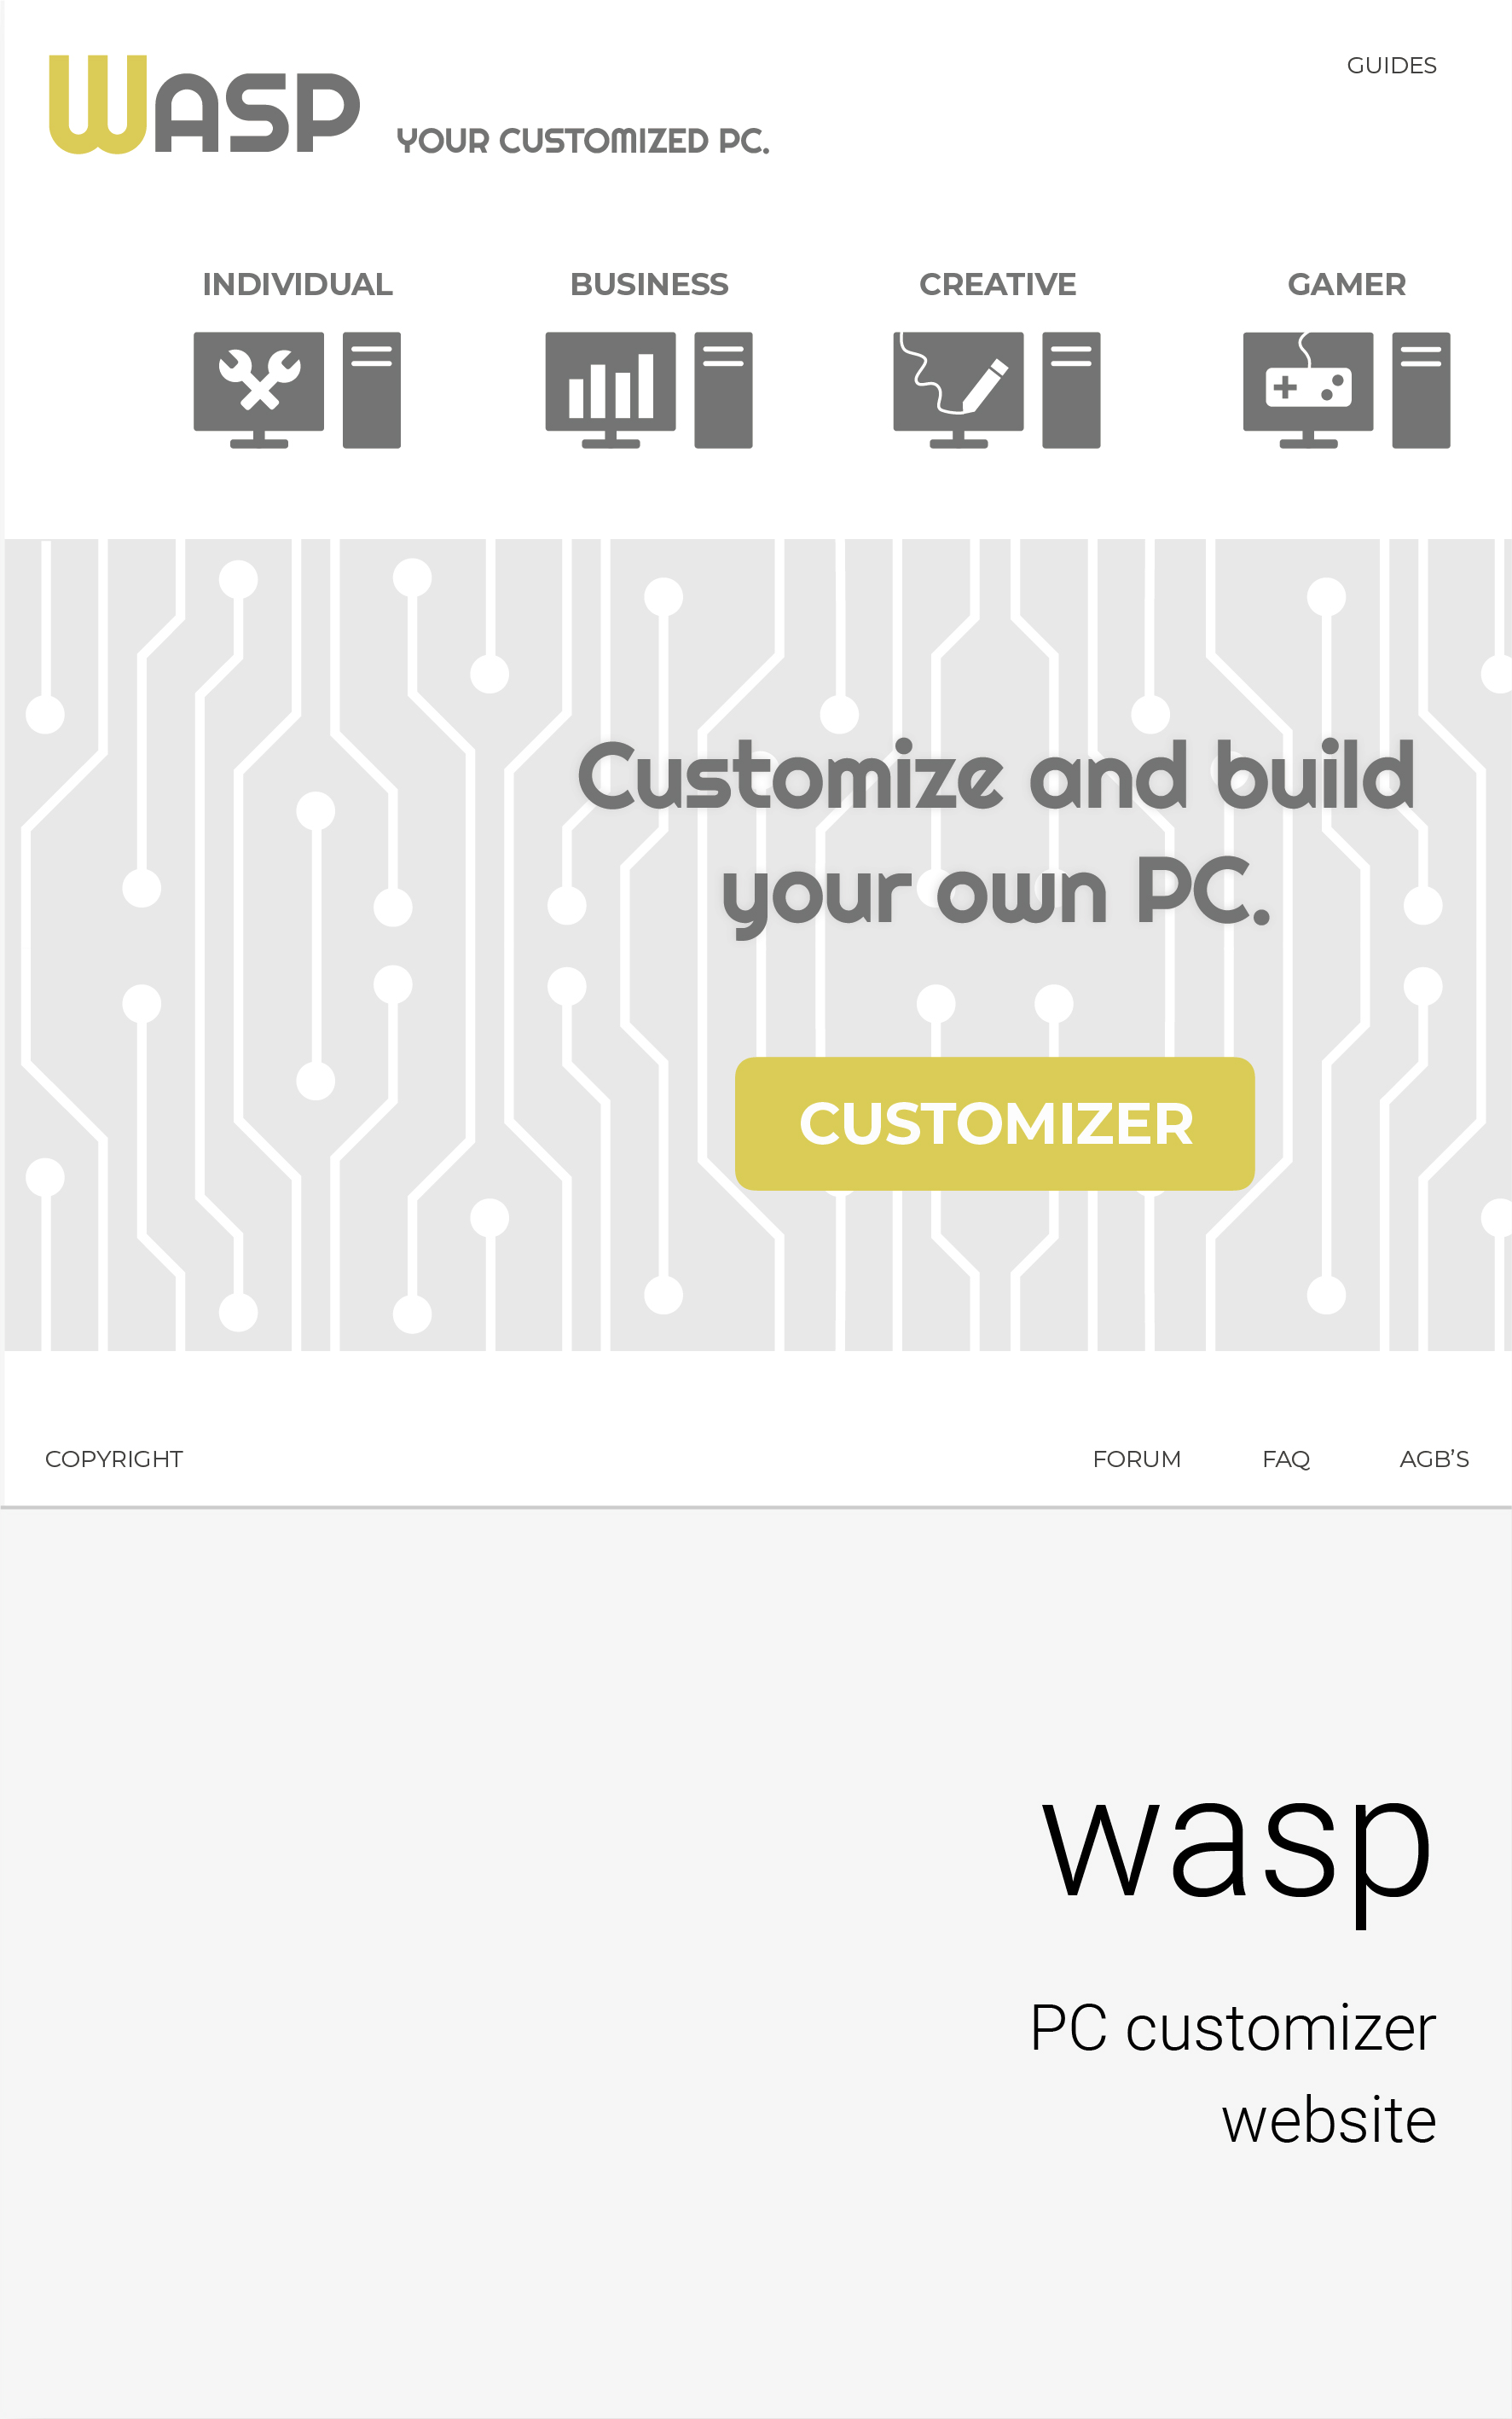 WASP
YOUR CUSTOMIZED PC.
GUIDES
INDIVIDUAL
BUSINESS
CREATIVE
GAMER
Customize and build
your own PC.
CUSTOMIZER
COPYRIGHT
FORUM
FAQ
AGB’S
wasp
PC customizer
website